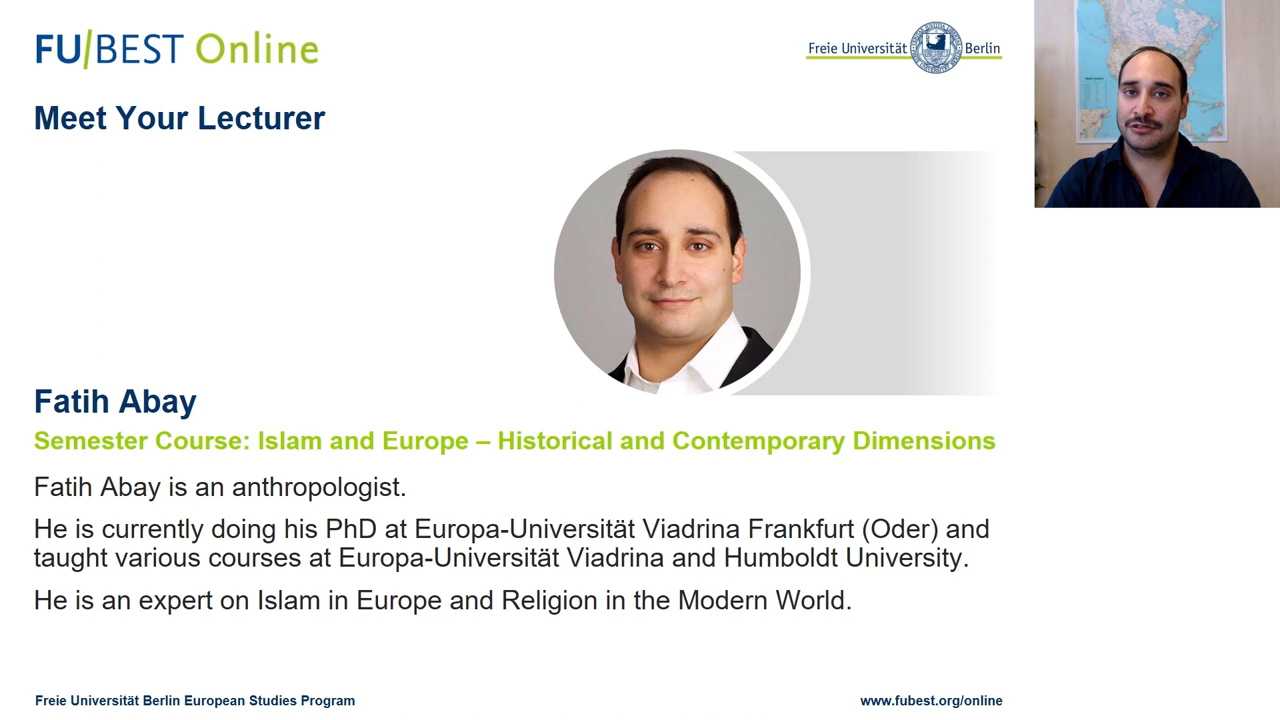 FU/BEST Online
Freie Universität Berlin
Meet Your Lecturer
Fatih Abay
Semester Course: Islam and Europe – Historical and Contemporary Dimensions
Fatih Abay is an anthropologist.
He is currently doing his PhD at Europa-Universität Viadrina Frankfurt (Oder) and
taught various courses at Europa-Universität Viadrina and Humboldt University.
He is an expert on Islam in Europe and Religion in the Modern World.
Freie Universität Berlin European Studies Program
www.fubest.org/online